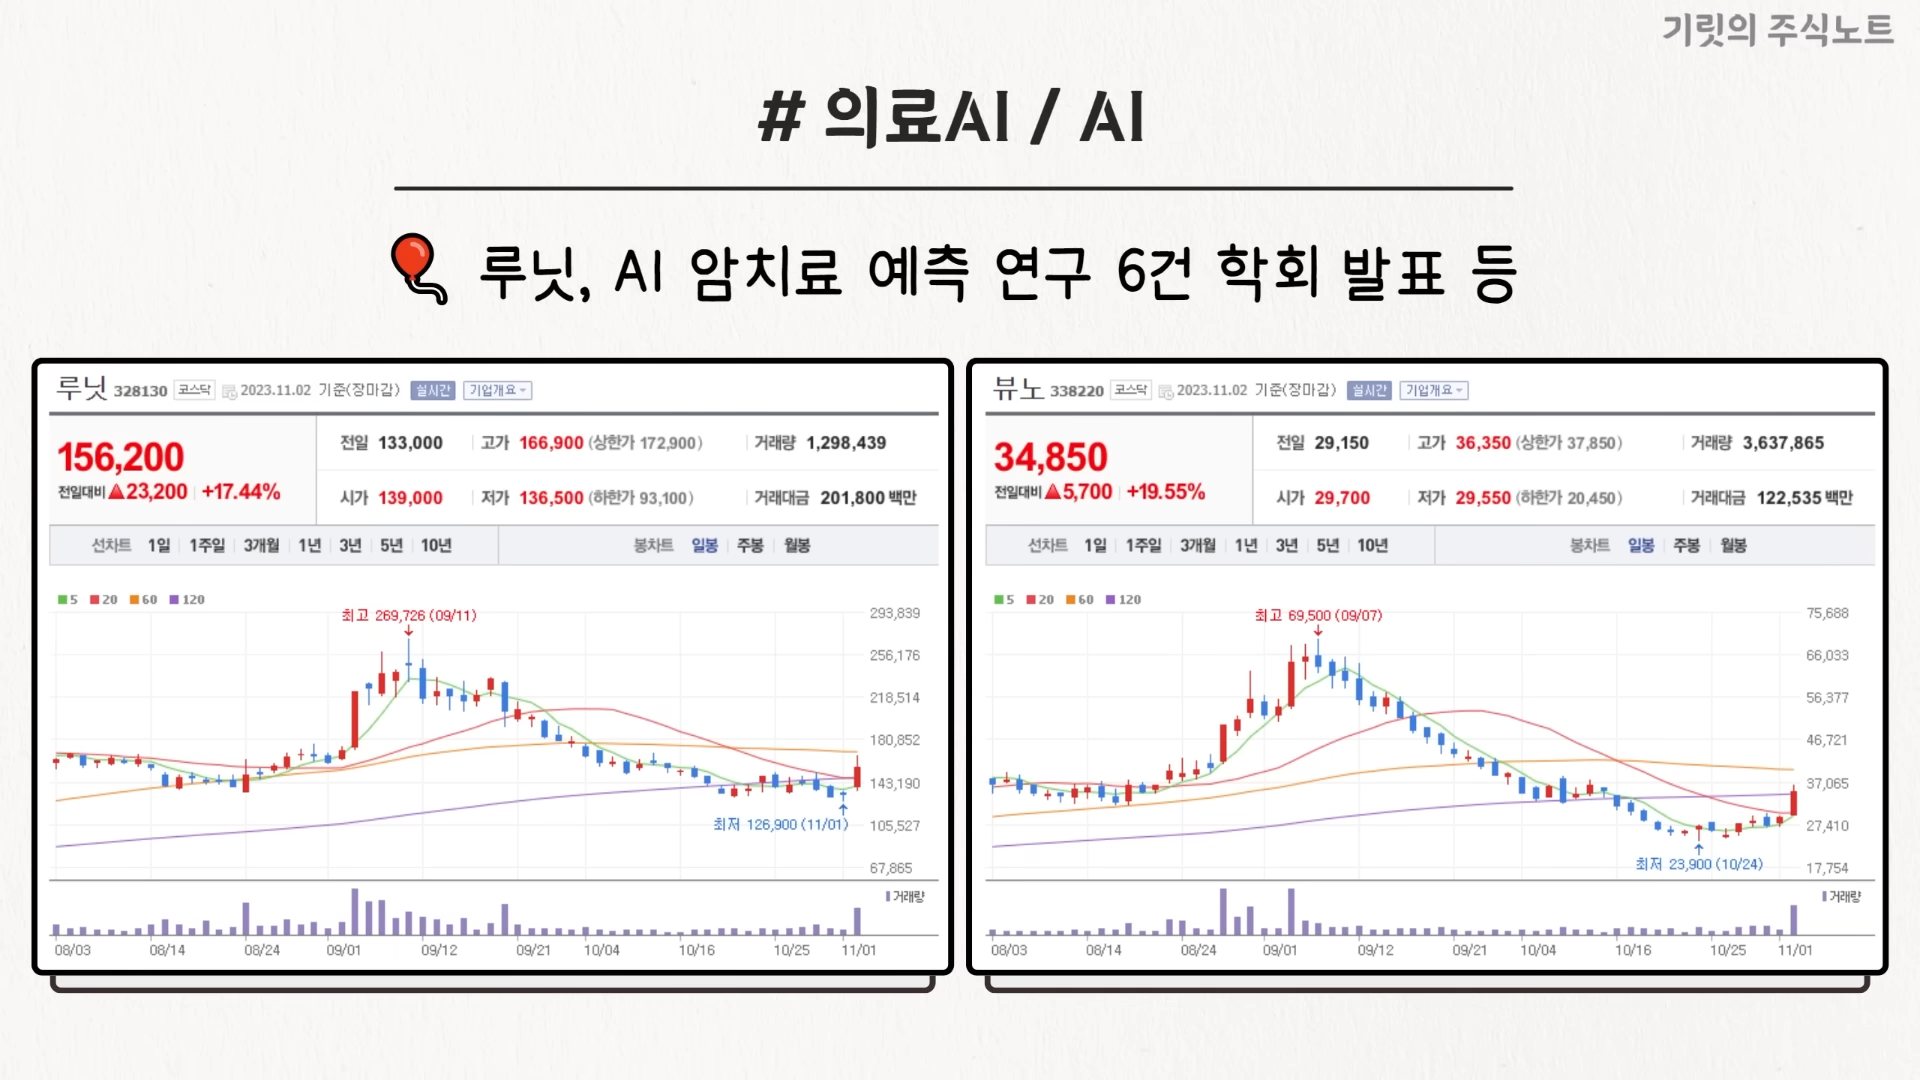 기릿의 주식노트
# 의료AI / AI
루닛, AI 암치료 예측 연구 6건 학회 발표 등
루닛 328130 코스닥 2023.11.02 기준(장마감) 실시간 기업개요
156,200
전일대비 ▲23,200 +17.44%
전일 133,000 고가 166,900 (상한가 172,900) 거래량 1,298,439
시가 139,000 저가 136,500 (하한가 93,100) 거래대금 201,800 백만
선차트 1일 1주일 3개월 1년 3년 5년 10년 봉차트 일봉 주봉 월봉
5 20 60 120
최고 269,726 (09/11)
293,839
256,176
218,514
180,852
143,190
최저 126,900 (11/01)
105,527
67,865
거래량
08/03 08/14 08/24 09/01 09/12 09/21 10/04 10/16 10/25 11/01
뷰노 338220 코스닥 2023.11.02 기준(장마감) 실시간 기업개요
34,850
전일대비 ▲5,700 +19.55%
전일 29,150 고가 36,350 (상한가 37,850) 거래량 3,637,865
시가 29,700 저가 29,550 (하한가 20,450) 거래대금 122,535 백만
선차트 1일 1주일 3개월 1년 3년 5년 10년 봉차트 일봉 주봉 월봉
5 20 60 120
최고 69,500 (09/07)
75,688
66,033
56,377
46,721
37,065
27,410
최저 23,900 (10/24)
17,754
거래량
08/03 08/14 08/24 09/01 09/12 09/21 10/04 10/16 10/25 11/01